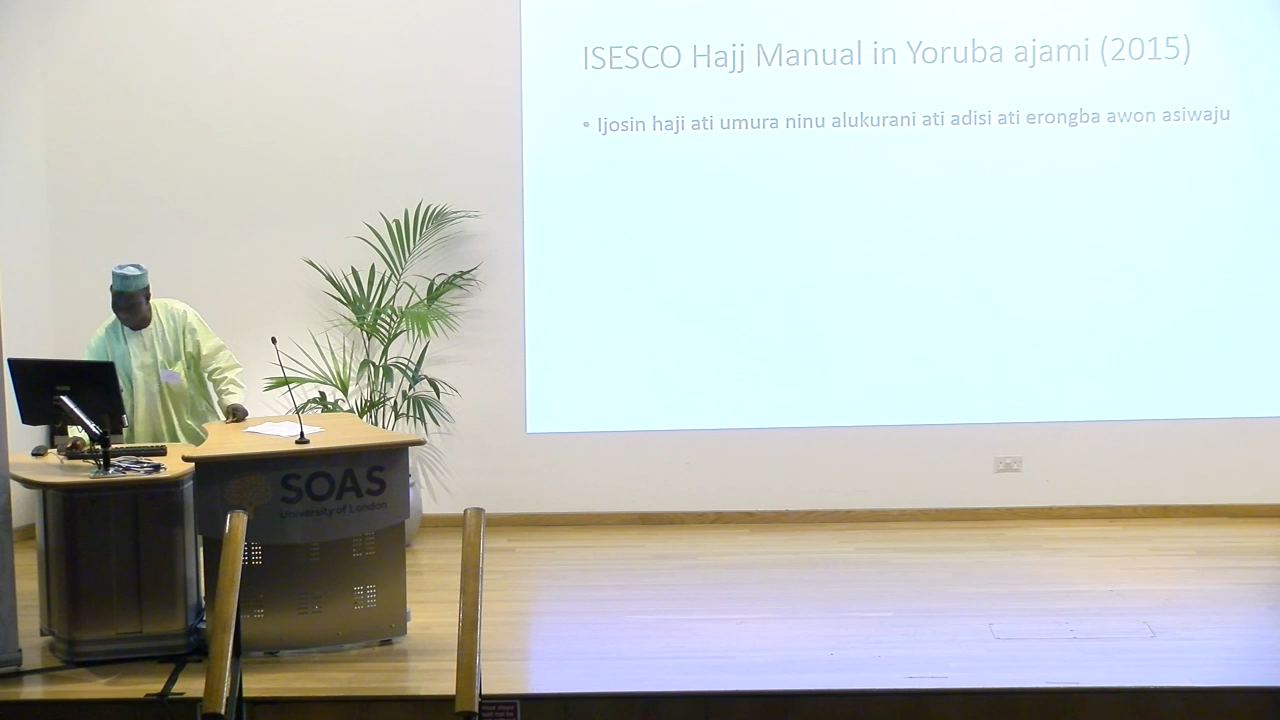 ISESCO Hajj Manual in Yoruba ajami (2015)
• Ijosin haji ati umura ninu alukurani ati adisi ati erongba awon asiwaju
SOAS
University of London